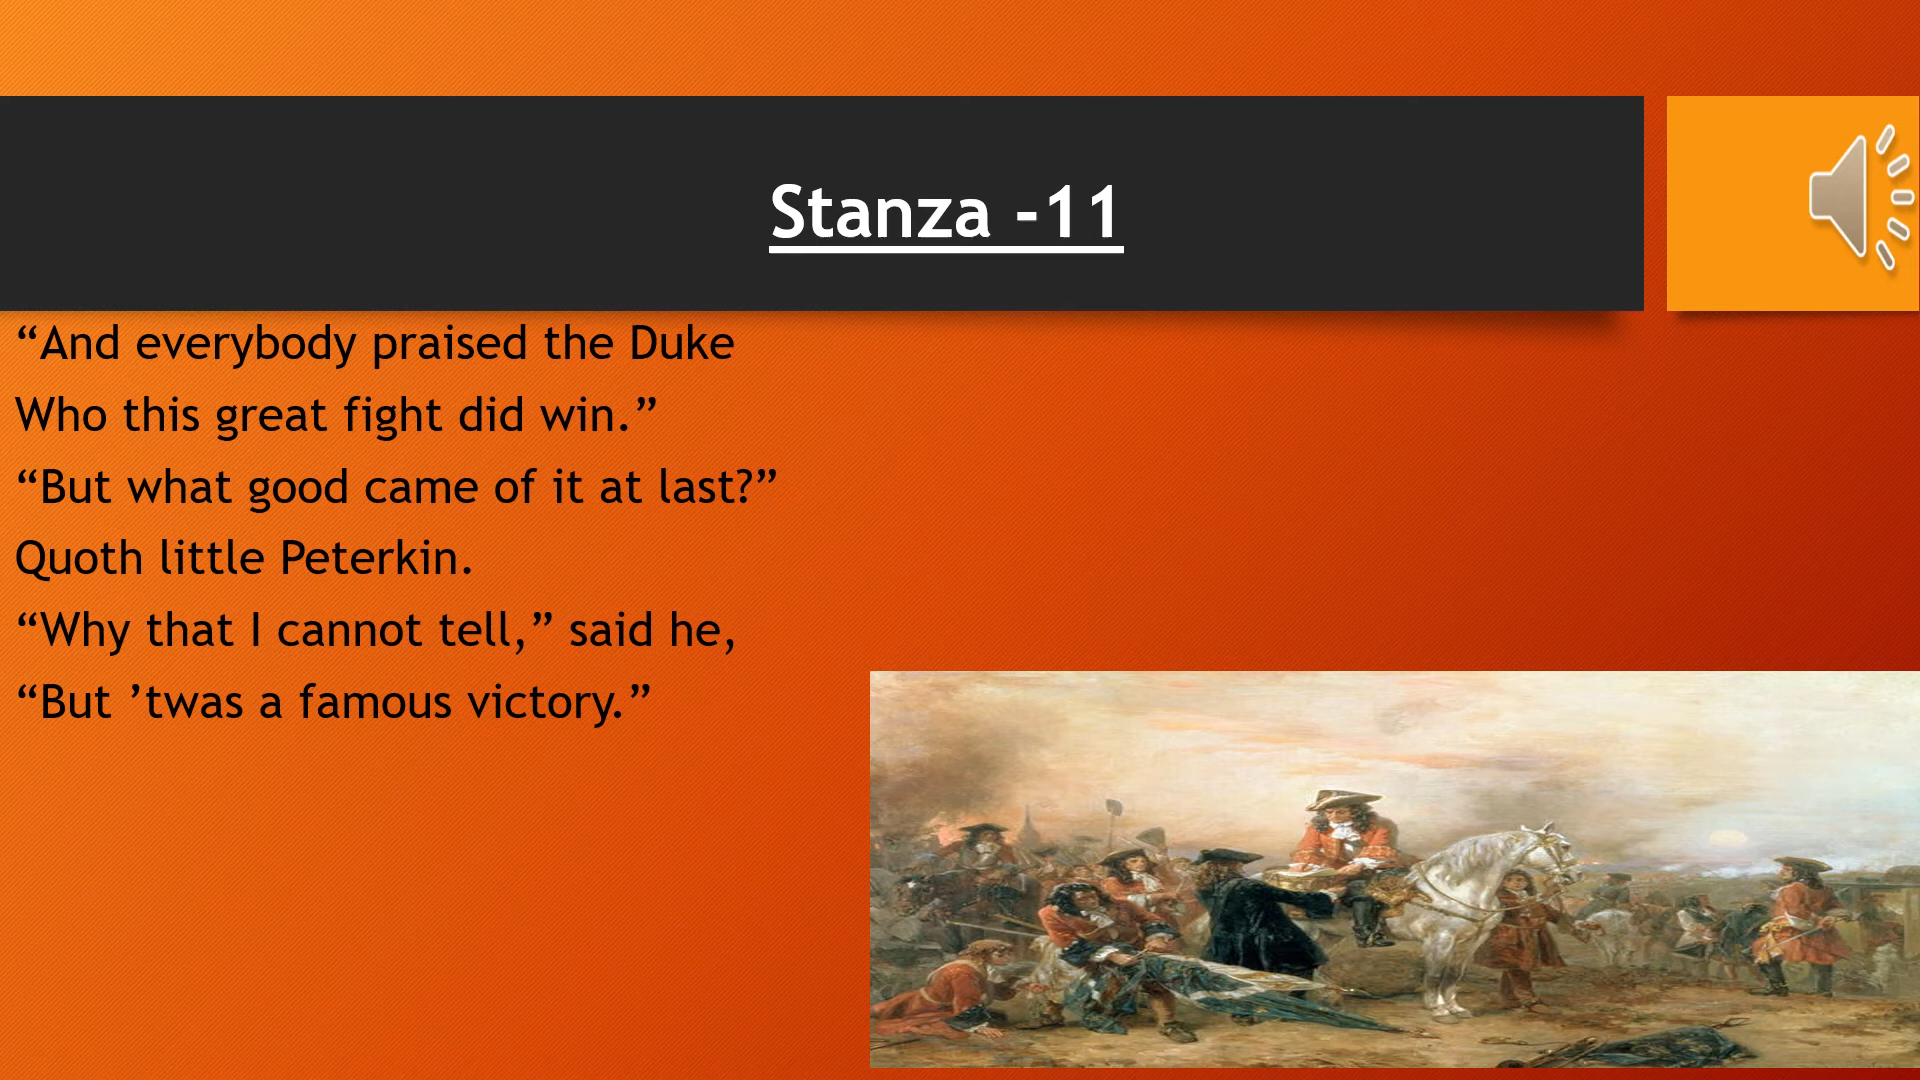 Stanza -11
“And everybody praised the Duke
Who this great fight did win.”
“But what good came of it at last?”
Quoth little Peterkin.
“Why that I cannot tell,” said he,
“But ’twas a famous victory.”